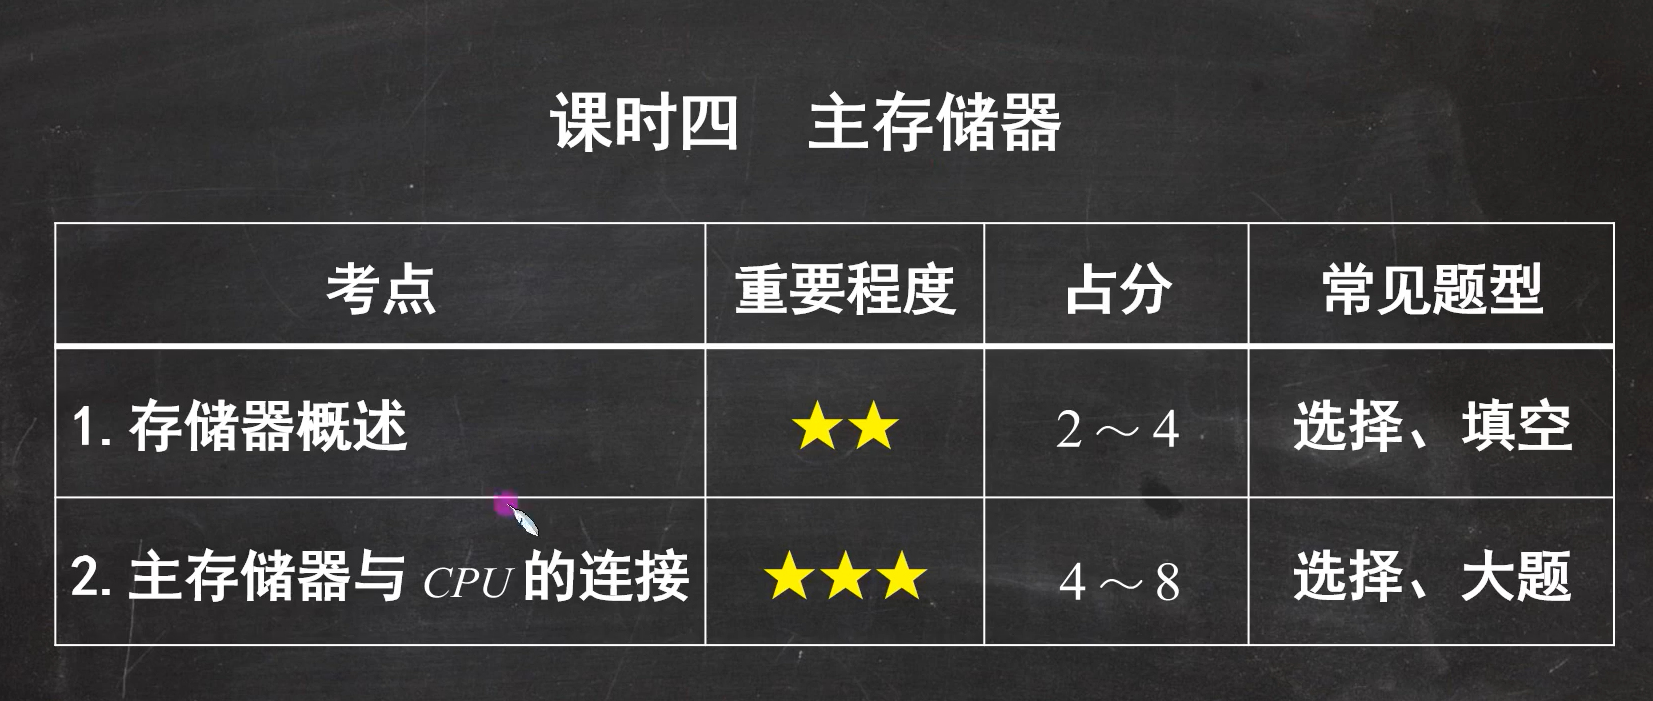 课时四 主存储器
考点 重要程度 占分 常见题型
1.存储器概述 ★★ 2～4 选择、填空
2.主存储器与 CPU 的连接 ★★★ 4～8 选择、大题